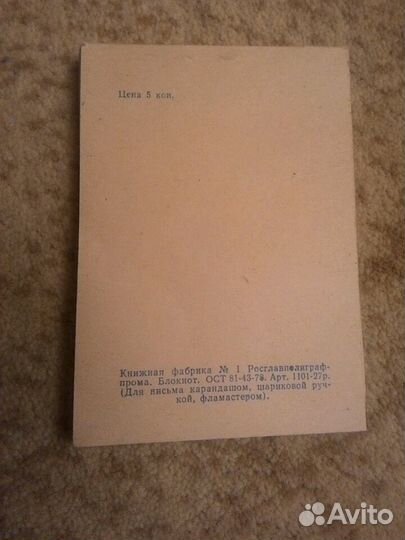 Цена 5 коп.
Книжная фабрика № 1 Росглавполиграф-
прома. Блокнот. ОСТ 81-43-78. Арт. 1101-27р.
(Для письма карандашом, шариковой руч-
кой, фламастером).
Avito